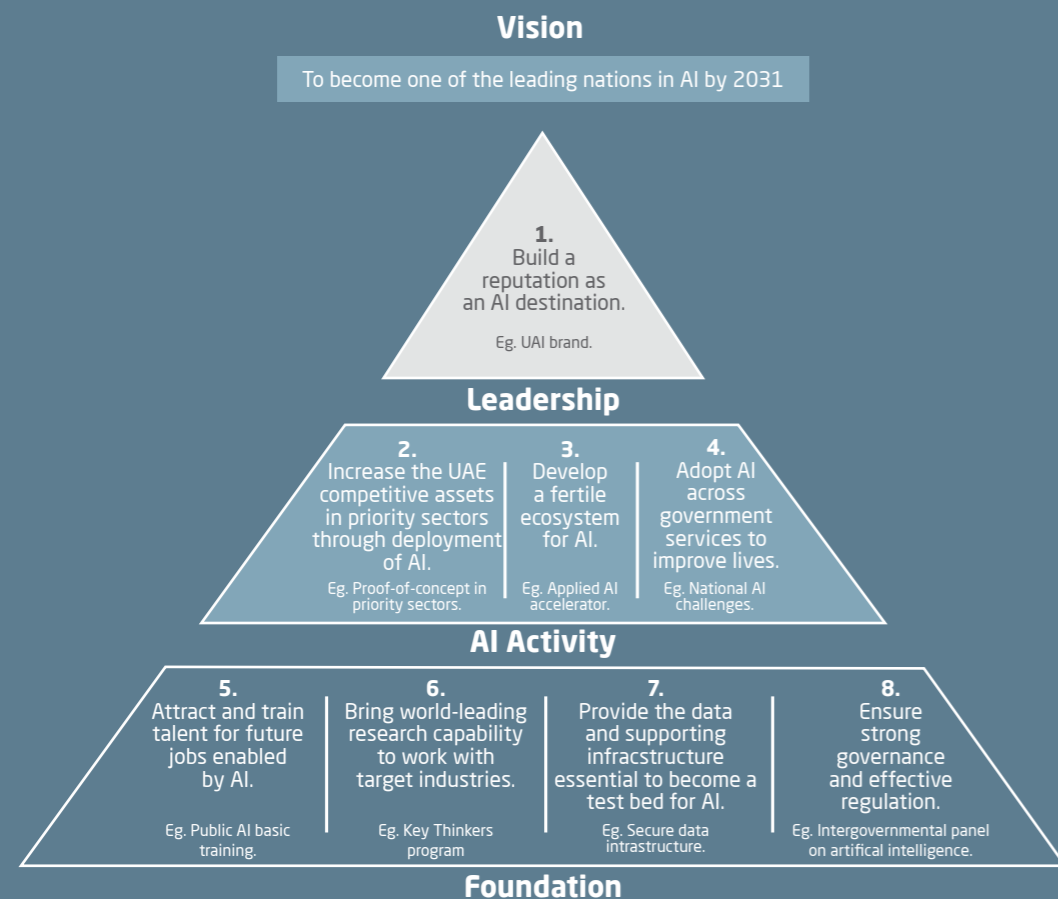 Vision
To become one of the leading nations in AI by 2031
1.
Build a
reputation as
an AI destination.
Eg. UAI brand.
Leadership
2.
Increase the UAE
competitive assets
in priority sectors
through deployment
of AI.
Eg. Proof-of-concept in
priority sectors.
3.
Develop
a fertile
ecosystem
for AI.
Eg. Applied AI
accelerator.
4.
Adopt AI
across
government
services to
improve lives.
Eg. National AI
challenges.
AI Activity
5.
Attract and train
talent for future
jobs enabled
by AI.
Eg. Public AI basic
training.
6.
Bring world-leading
research capability
to work with
target industries.
Eg. Key Thinkers
program
7.
Provide the data
and supporting
infracstructure
essential to become a
test bed for AI.
Eg. Secure data
intrastructure.
8.
Ensure
strong
governance
and effective
regulation.
Eg. Intergovernmental panel
on artifical intelligence.
Foundation